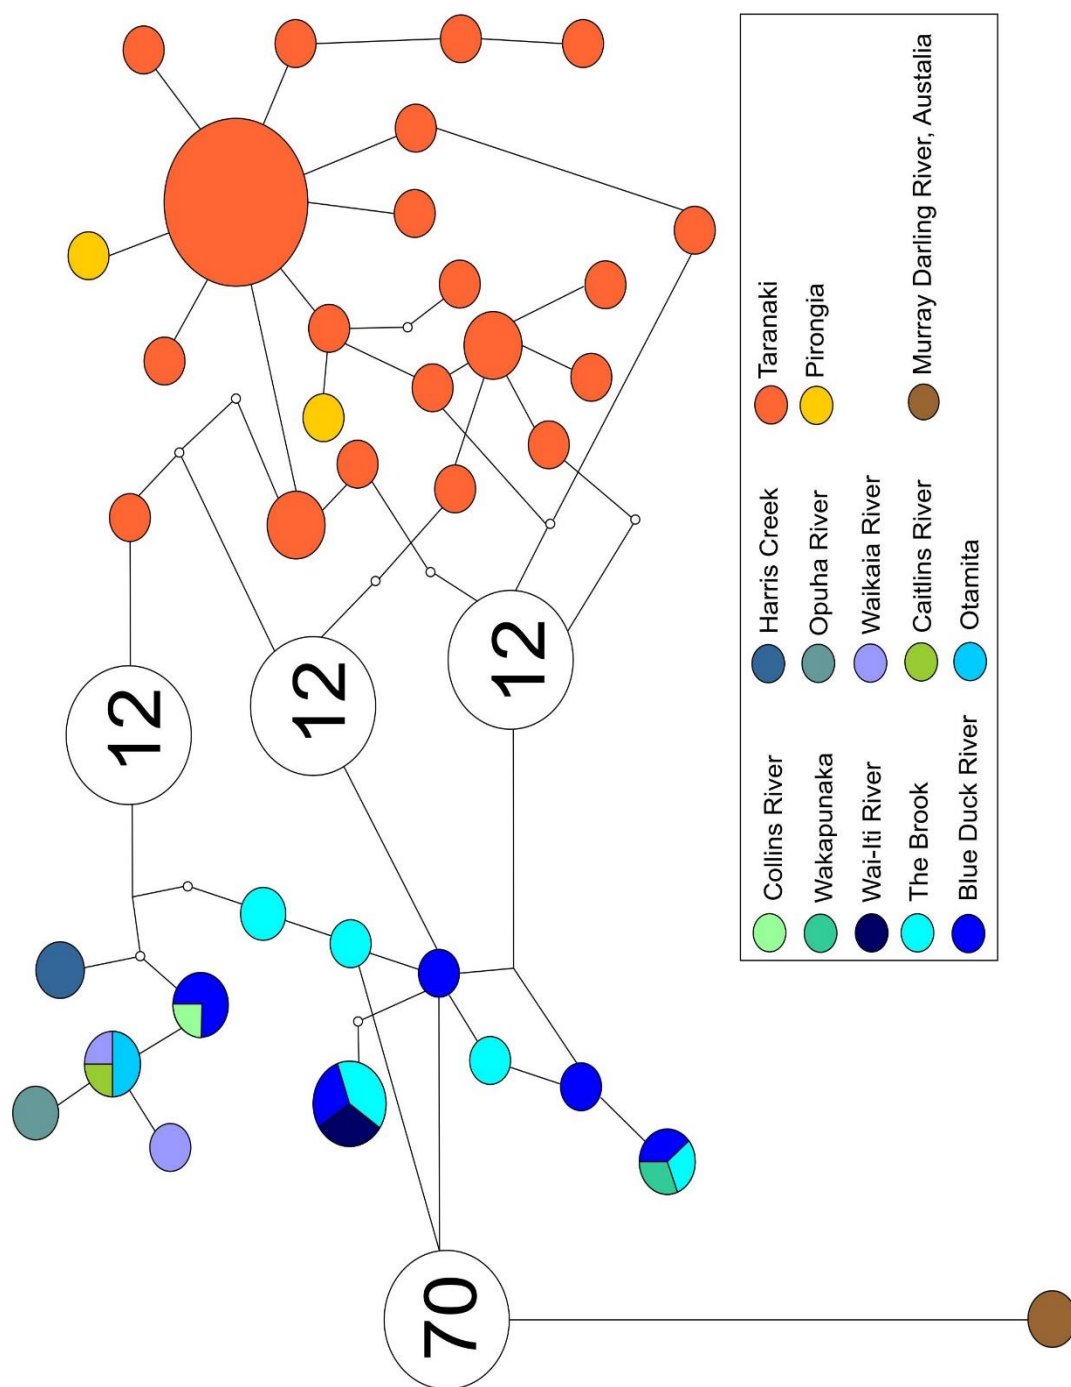 12
12
12
70
Collins River
Wakapunaka
Wai-Iti River
The Brook
Blue Duck River
Harris Creek
Opuha River
Waikaia River
Caitlins River
Otamita
Taranaki
Pirongia
Murray Darling River, Austalia